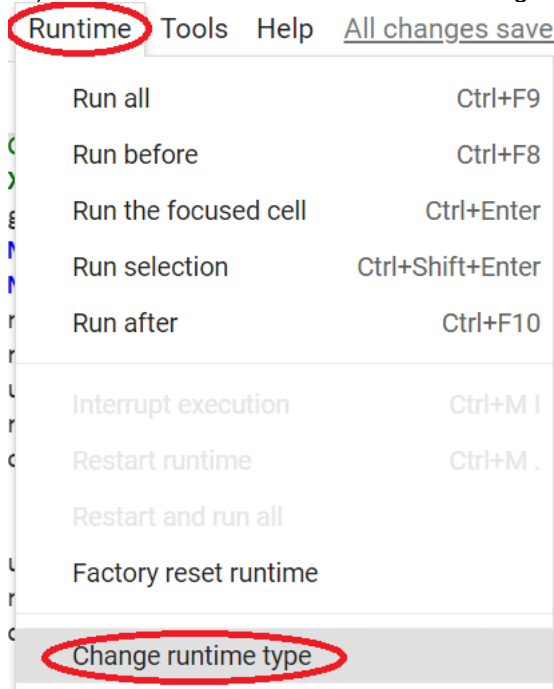 Runtime Tools Help All changes save
Run all Ctrl+F9
Run before Ctrl+F8
Run the focused cell Ctrl+Enter
Run selection Ctrl+Shift+Enter
Run after Ctrl+F10
Interrupt execution Ctrl+M I
Restart runtime Ctrl+M .
Restart and run all
Factory reset runtime
Change runtime type